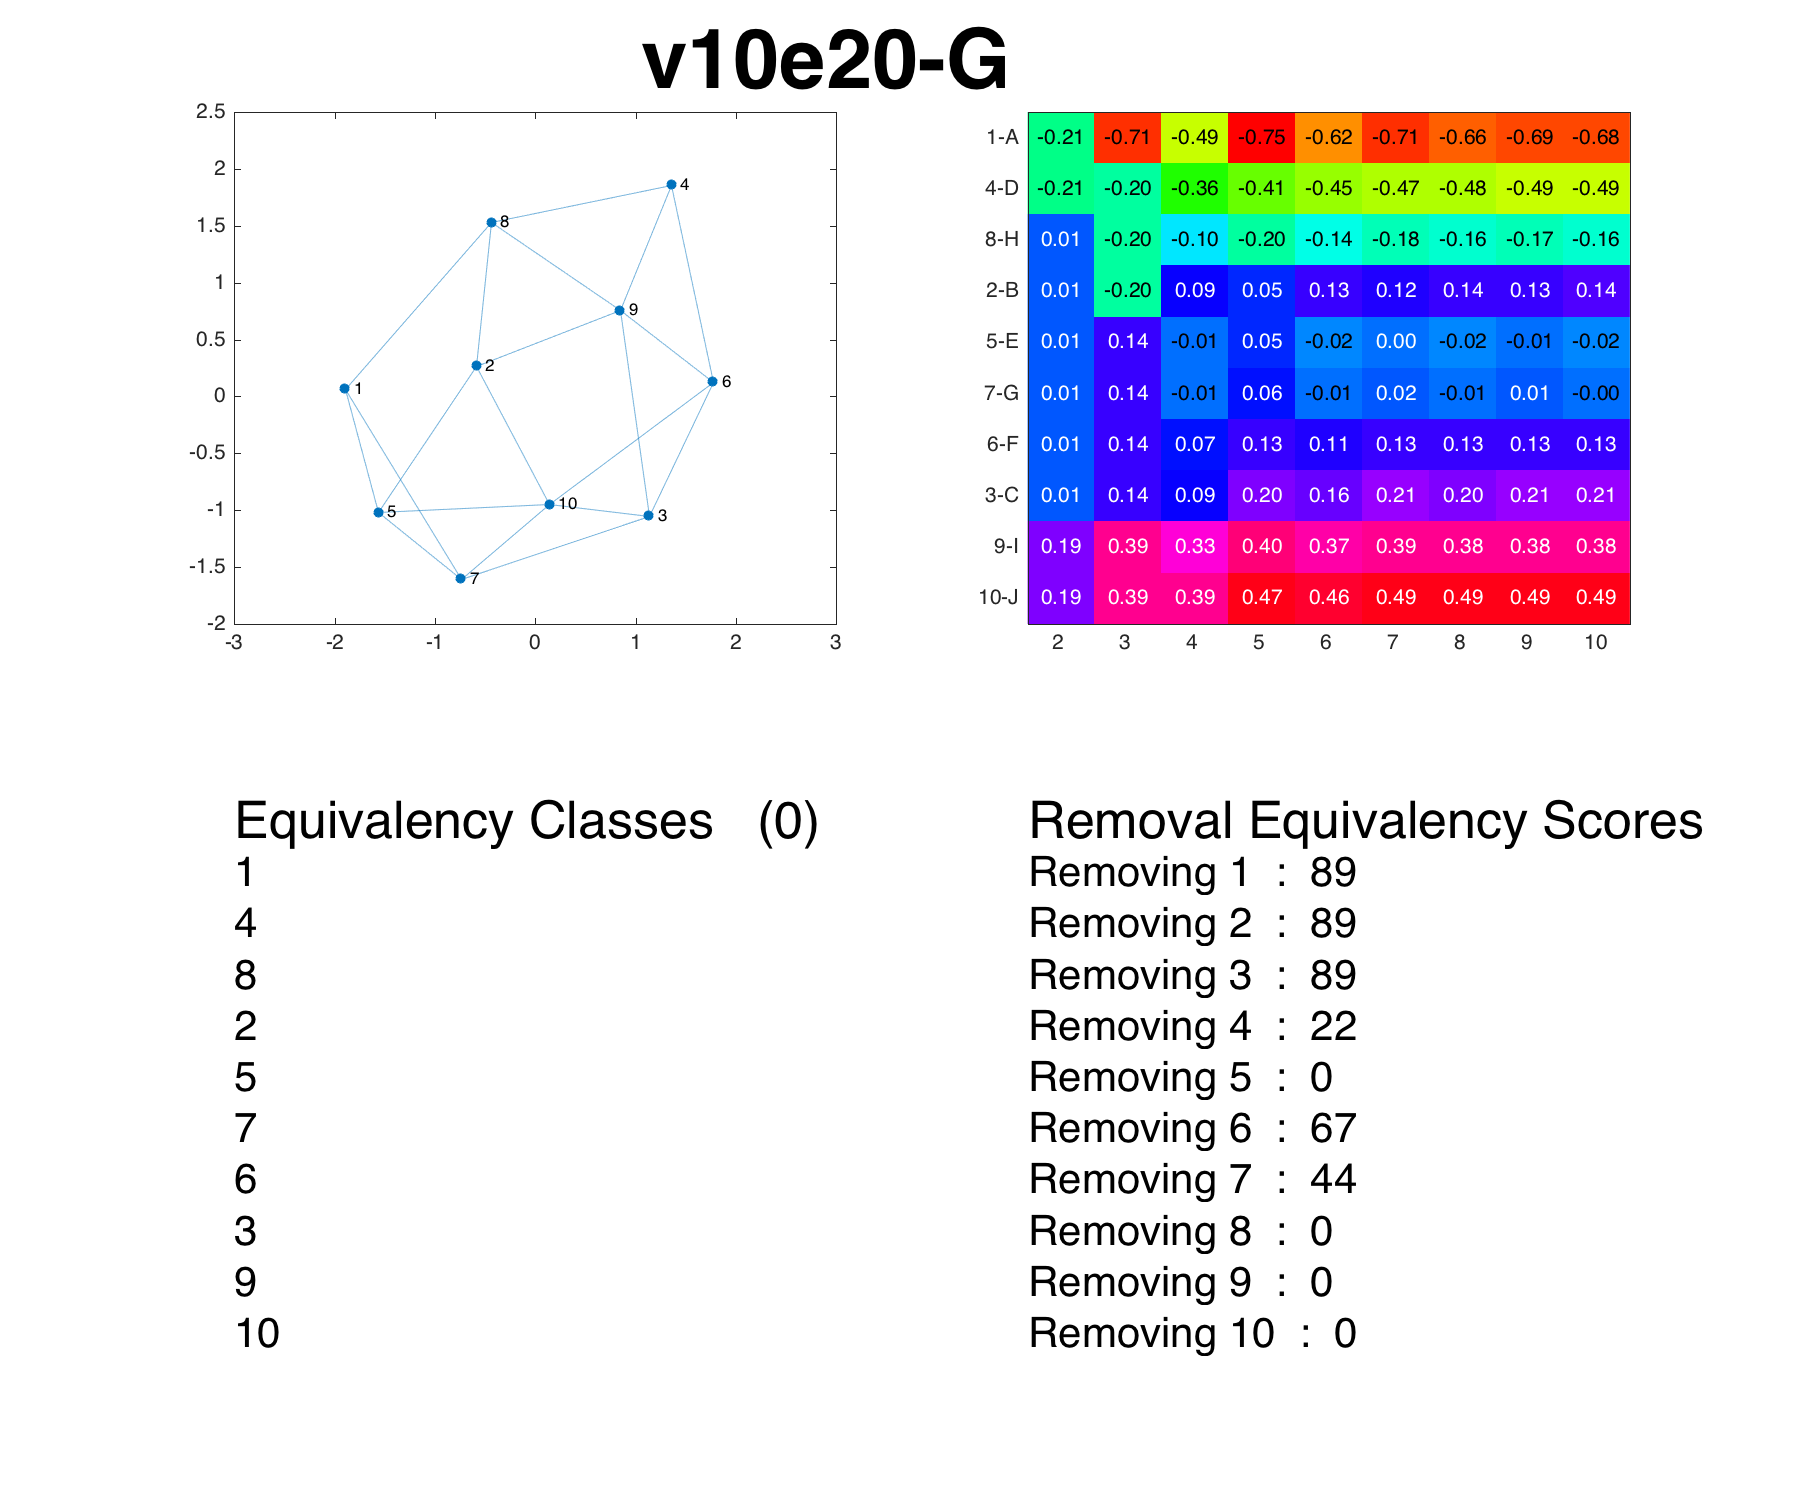 v10e20-G
2.5
2
1.5
1
0.5
0
-0.5
-1
-1.5
-2
-3 -2 -1 0 1 2 3
4
8
9
2
6
1
5
10
3
7
1-A -0.21 -0.71 -0.49 -0.75 -0.62 -0.71 -0.66 -0.69 -0.68
4-D -0.21 -0.20 -0.36 -0.41 -0.45 -0.47 -0.48 -0.49 -0.49
8-H 0.01 -0.20 -0.10 -0.20 -0.14 -0.18 -0.16 -0.17 -0.16
2-B 0.01 -0.20 0.09 0.05 0.13 0.12 0.14 0.13 0.14
5-E 0.01 0.14 -0.01 0.05 -0.02 0.00 -0.02 -0.01 -0.02
7-G 0.01 0.14 -0.01 0.06 -0.01 0.02 -0.01 0.01 -0.00
6-F 0.01 0.14 0.07 0.13 0.11 0.13 0.13 0.13 0.13
3-C 0.01 0.14 0.09 0.20 0.16 0.21 0.20 0.21 0.21
9-I 0.19 0.39 0.33 0.40 0.37 0.39 0.38 0.38 0.38
10-J 0.19 0.39 0.39 0.47 0.46 0.49 0.49 0.49 0.49
2 3 4 5 6 7 8 9 10
Equivalency Classes (0)
1
4
8
2
5
7
6
3
9
10
Removal Equivalency Scores
Removing 1 : 89
Removing 2 : 89
Removing 3 : 89
Removing 4 : 22
Removing 5 : 0
Removing 6 : 67
Removing 7 : 44
Removing 8 : 0
Removing 9 : 0
Removing 10 : 0